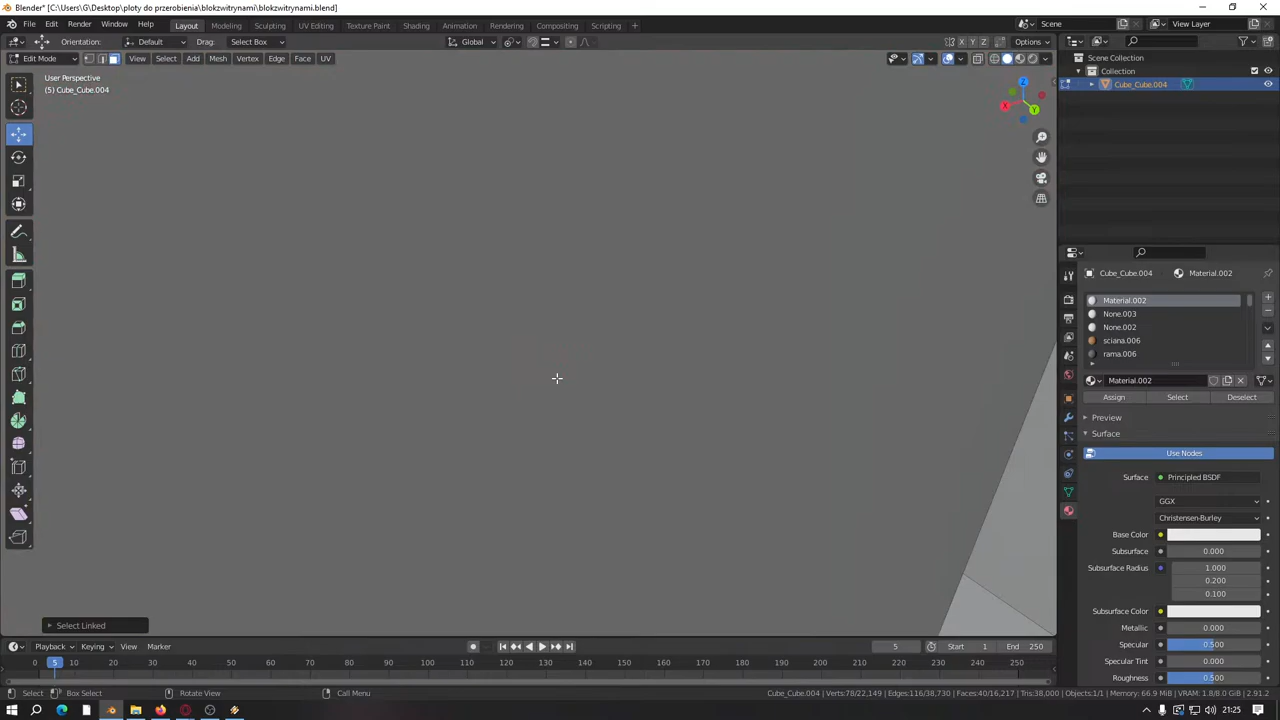 Blender* [C:\Users\G\Desktop\ploty do przerobienia\blokzwitrynami\blokzwitrynami.blend]
File Edit Render Window Help Layout Modeling Sculpting UV Editing Texture Paint Shading Animation Rendering Compositing Scripting + Scene View Layer
Orientation: Default Drag: Select Box Global X Y Z Options
Edit Mode View Select Add Mesh Vertex Edge Face UV
User Perspective
(5) Cube_Cube.004
Z
X Y
Scene Collection
Collection
Cube_Cube.004
Cube_Cube.004 Material.002
Material.002
None.003
None.002
sciana.006
rama.006
Material.002
Assign Select Deselect
Preview
Surface
Use Nodes
Surface Principled BSDF
GGX
Christensen-Burley
Base Color
Subsurface 0.000
Subsurface Radius 1.000
0.200
0.100
Subsurface Color
Metallic 0.000
Specular 0.500
Specular Tint 0.000
Roughness 0.500
Select Linked
Playback Keying View Marker 5 Start 1 End 250
0 5 10 20 30 40 50 60 70 80 90 100 110 120 130 140 150 160 170 180 190 200 210 220 230 240 250
Select Box Select Rotate View Call Menu Cube_Cube.004 | Verts:78/22,149 | Edges:116/38,730 | Faces:40/16,217 | Tris:38,000 | Objects:1/1 | Memory: 66.9 MiB | VRAM: 1.8/8.0 GiB | 2.91.2
21:25